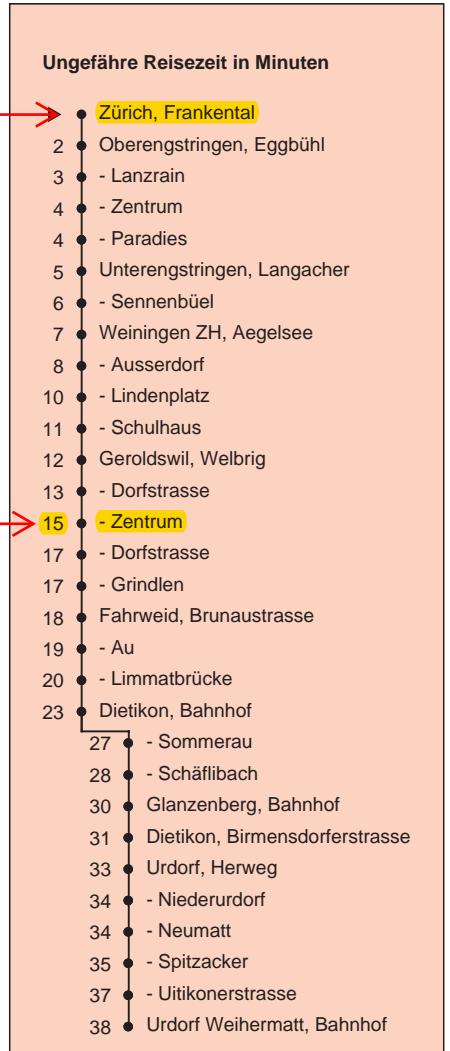 Ungefähre Reisezeit in Minuten
Zürich, Frankental
2 Oberengstringen, Eggbühl
3 - Lanzrain
4 - Zentrum
4 - Paradies
5 Unterengstringen, Langacher
6 - Sennenbüel
7 Weiningen ZH, Aegelsee
8 - Ausserdorf
10 - Lindenplatz
11 - Schulhaus
12 Geroldswil, Welbrig
13 - Dorfstrasse
15 - Zentrum
17 - Dorfstrasse
17 - Grindlen
18 Fahrweid, Brunaustrasse
19 - Au
20 - Limmatbrücke
23 Dietikon, Bahnhof
27 - Sommerau
28 - Schäflibach
30 Glanzenberg, Bahnhof
31 Dietikon, Birmensdorferstrasse
33 Urdorf, Herweg
34 - Niederurdorf
34 - Neumatt
35 - Spitzacker
37 - Uitikonerstrasse
38 Urdorf Weihermatt, Bahnhof